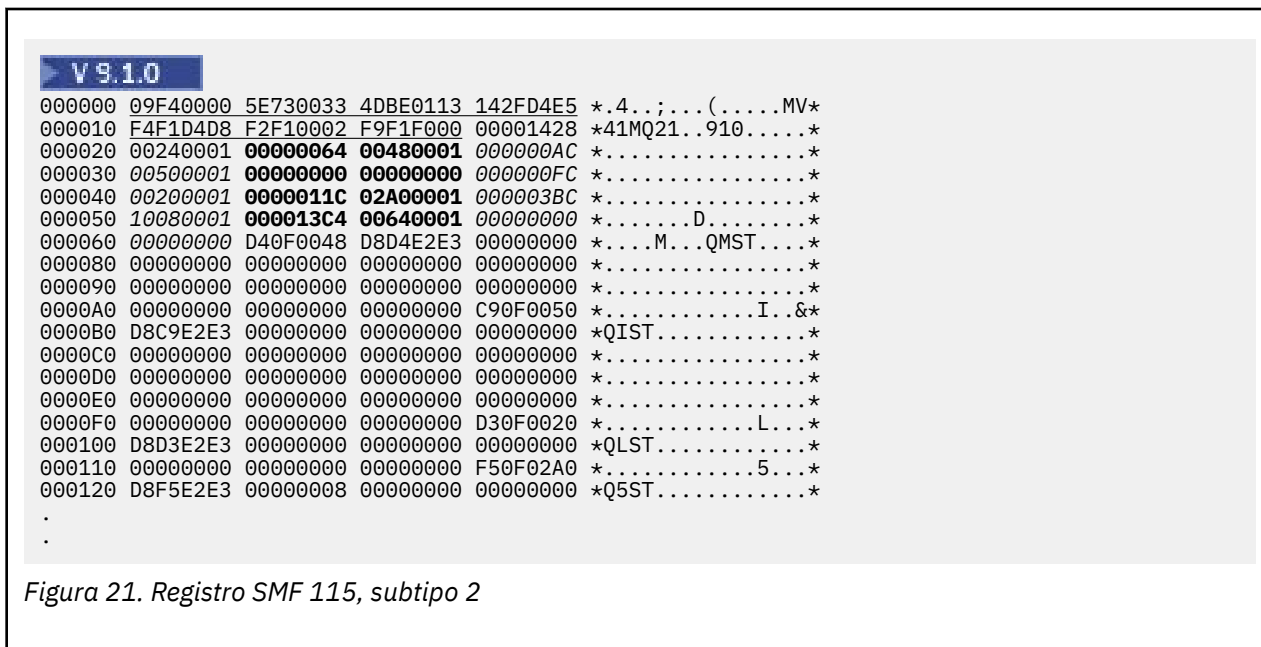 V 9.1.0
000000 09F40000 5E730033 4DBE0113 142FD4E5 *.4..;...(.....MV*
000010 F4F1D4D8 F2F10002 F9F1F000 00001428 *41MQ21..910.....*
000020 00240001 00000064 00480001 000000AC *................*
000030 00500001 00000000 00000000 000000FC *................*
000040 00200001 0000011C 02A00001 000003BC *................*
000050 10080001 000013C4 00640001 00000000 *.......D........*
000060 00000000 D40F0048 D8D4E2E3 00000000 *....M...QMST....*
000080 00000000 00000000 00000000 00000000 *................*
000090 00000000 00000000 00000000 00000000 *................*
0000A0 00000000 00000000 00000000 C90F0050 *............I..&*
0000B0 D8C9E2E3 00000000 00000000 00000000 *QIST............*
0000C0 00000000 00000000 00000000 00000000 *................*
0000D0 00000000 00000000 00000000 00000000 *................*
0000E0 00000000 00000000 00000000 00000000 *................*
0000F0 00000000 00000000 00000000 D30F0020 *............L...*
000100 D8D3E2E3 00000000 00000000 00000000 *QLST............*
000110 00000000 00000000 00000000 F50F02A0 *............5...*
000120 D8F5E2E3 00000008 00000000 00000000 *Q5ST............*
.
.
Figura 21. Registro SMF 115, subtipo 2